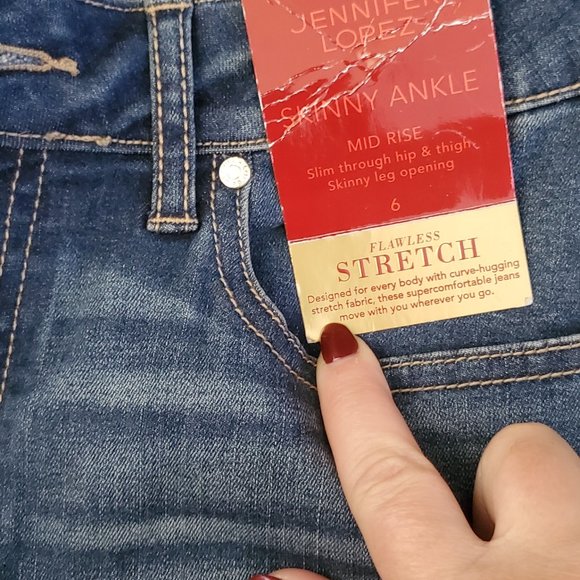 JENNIFER
LOPEZ
SKINNY ANKLE
MID RISE
Slim through hip & thigh
Skinny leg opening
6
FLAWLESS
STRETCH
Designed for every body with curve-hugging
stretch fabric, these supercomfortable jeans
move with you wherever you go.